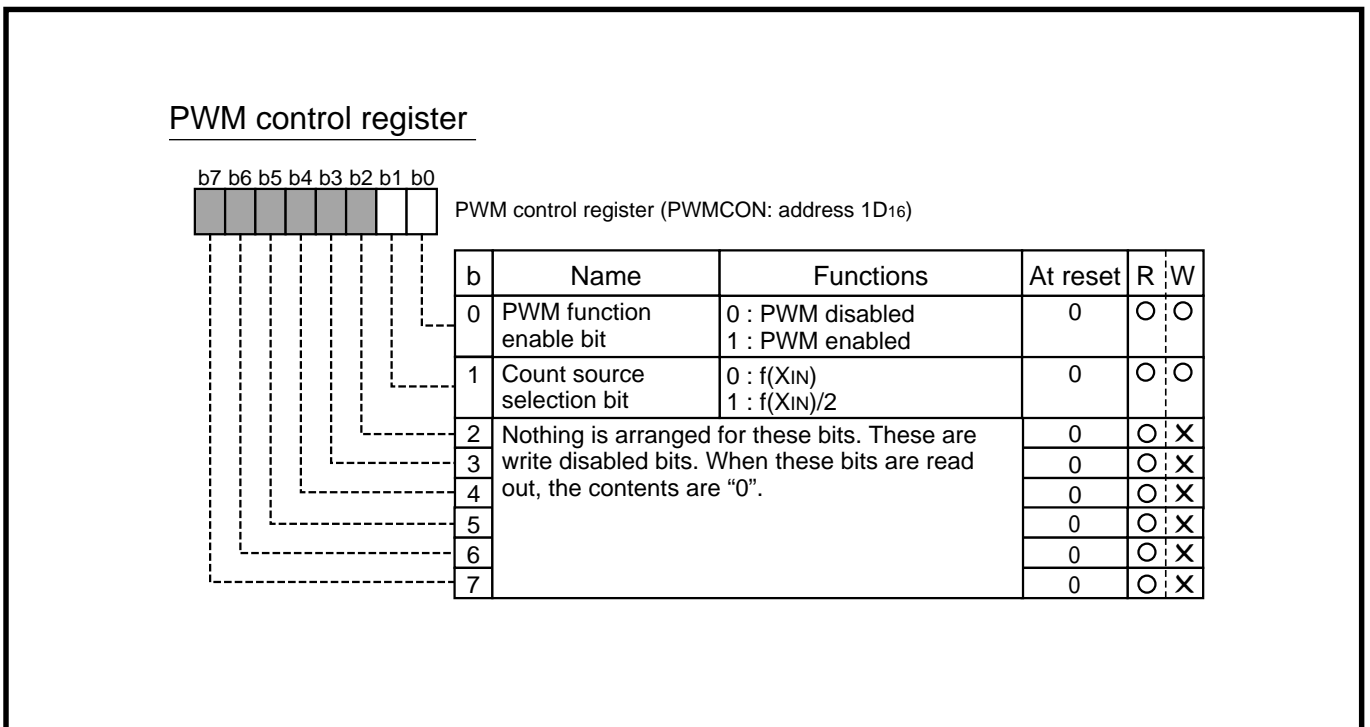 PWM control register
b7 b6 b5 b4 b3 b2 b1 b0
PWM control register (PWMCON: address 1D16)
b Name Functions At reset R W
0 PWM function enable bit 0 : PWM disabled 0 O O
1 : PWM enabled
1 Count source selection bit 0 : f(XIN) 0 O O
1 : f(XIN)/2
2 Nothing is arranged for these bits. These are 0 O X
3 write disabled bits. When these bits are read 0 O X
4 out, the contents are “0”. 0 O X
5 0 O X
6 0 O X
7 0 O X